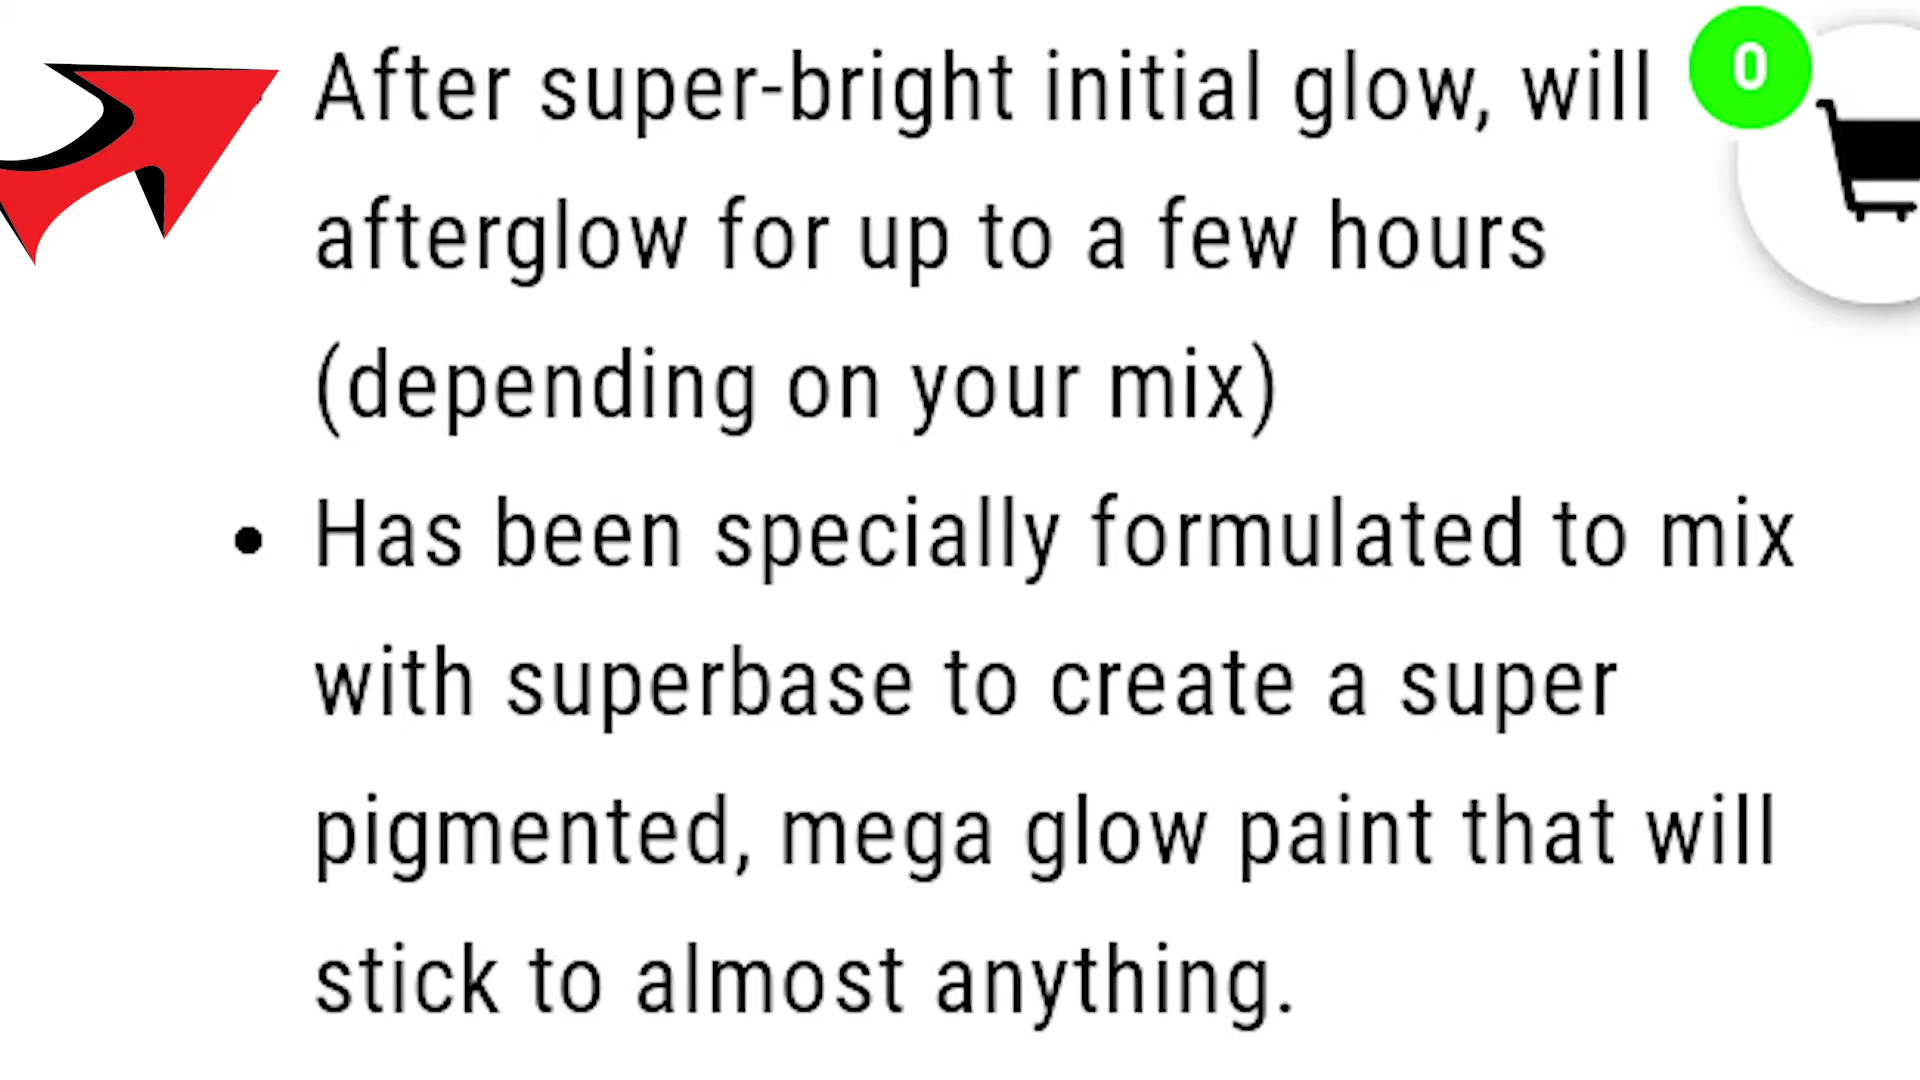 After super-bright initial glow, will
0
afterglow for up to a few hours
(depending on your mix)
• Has been specially formulated to mix
with superbase to create a super
pigmented, mega glow paint that will
stick to almost anything.